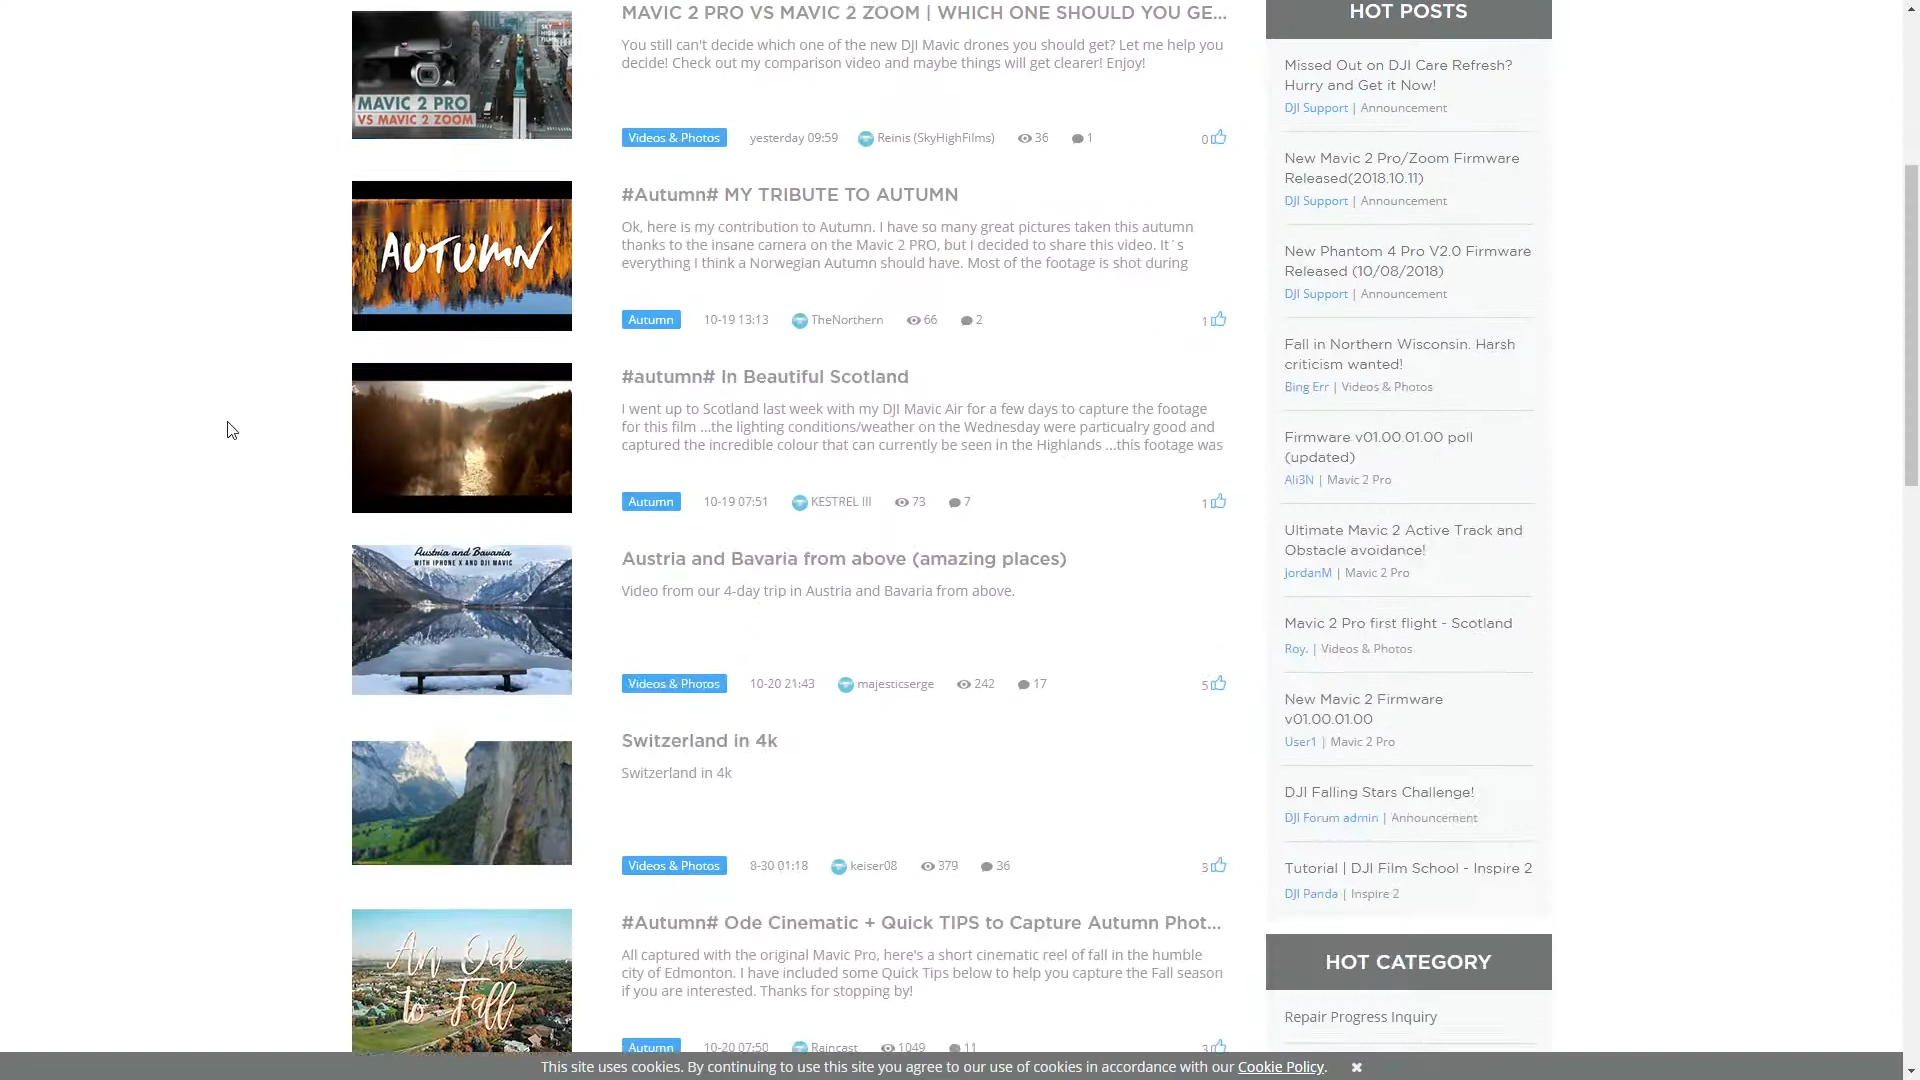 MAVIC 2 PRO VS MAVIC 2 ZOOM | WHICH ONE SHOULD YOU GE...
You still can't decide which one of the new DJI Mavic drones you should get? Let me help you
decide! Check out my comparison video and maybe things will get clearer! Enjoy!
MAVIC 2 PRO
VS MAVIC 2 ZOOM
Videos & Photos yesterday 09:59 Reinis (SkyHighFilms) 36 1 0
#Autumn# MY TRIBUTE TO AUTUMN
Ok, here is my contribution to Autumn. I have so many great pictures taken this autumn
thanks to the insane camera on the Mavic 2 PRO, but I decided to share this video. It´s
everything I think a Norwegian Autumn should have. Most of the footage is shot during
AUTUMN
Autumn 10-19 13:13 TheNorthern 66 2 1
#autumn# In Beautiful Scotland
I went up to Scotland last week with my DJI Mavic Air for a few days to capture the footage
for this film ...the lighting conditions/weather on the Wednesday were particualry good and
captured the incredible colour that can currently be seen in the Highlands ...this footage was
Autumn 10-19 07:51 KESTREL III 73 7 1
Austria and Bavaria
WITH IPHONE X AND DJI MAVIC
Austria and Bavaria from above (amazing places)
Video from our 4-day trip in Austria and Bavaria from above.
Videos & Photos 10-20 21:43 majesticserge 242 17 5
Switzerland in 4k
Switzerland in 4k
Videos & Photos 8-30 01:18 keiser08 379 36 3
#Autumn# Ode Cinematic + Quick TIPS to Capture Autumn Phot...
All captured with the original Mavic Pro, here's a short cinematic reel of fall in the humble
city of Edmonton. I have included some Quick Tips below to help you capture the Fall season
if you are interested. Thanks for stopping by!
An Ode
to Fall
Autumn 10-20 07:50 Raincast 1049 11 3
HOT POSTS
Missed Out on DJI Care Refresh?
Hurry and Get it Now!
DJI Support | Announcement
New Mavic 2 Pro/Zoom Firmware
Released(2018.10.11)
DJI Support | Announcement
New Phantom 4 Pro V2.0 Firmware
Released (10/08/2018)
DJI Support | Announcement
Fall in Northern Wisconsin. Harsh
criticism wanted!
Bing Err | Videos & Photos
Firmware v01.00.01.00 poll
(updated)
Ali3N | Mavic 2 Pro
Ultimate Mavic 2 Active Track and
Obstacle avoidance!
JordanM | Mavic 2 Pro
Mavic 2 Pro first flight - Scotland
Roy. | Videos & Photos
New Mavic 2 Firmware
v01.00.01.00
User1 | Mavic 2 Pro
DJI Falling Stars Challenge!
DJI Forum admin | Announcement
Tutorial | DJI Film School - Inspire 2
DJI Panda | Inspire 2
HOT CATEGORY
Repair Progress Inquiry
This site uses cookies. By continuing to use this site you agree to our use of cookies in accordance with our Cookie Policy. ✖